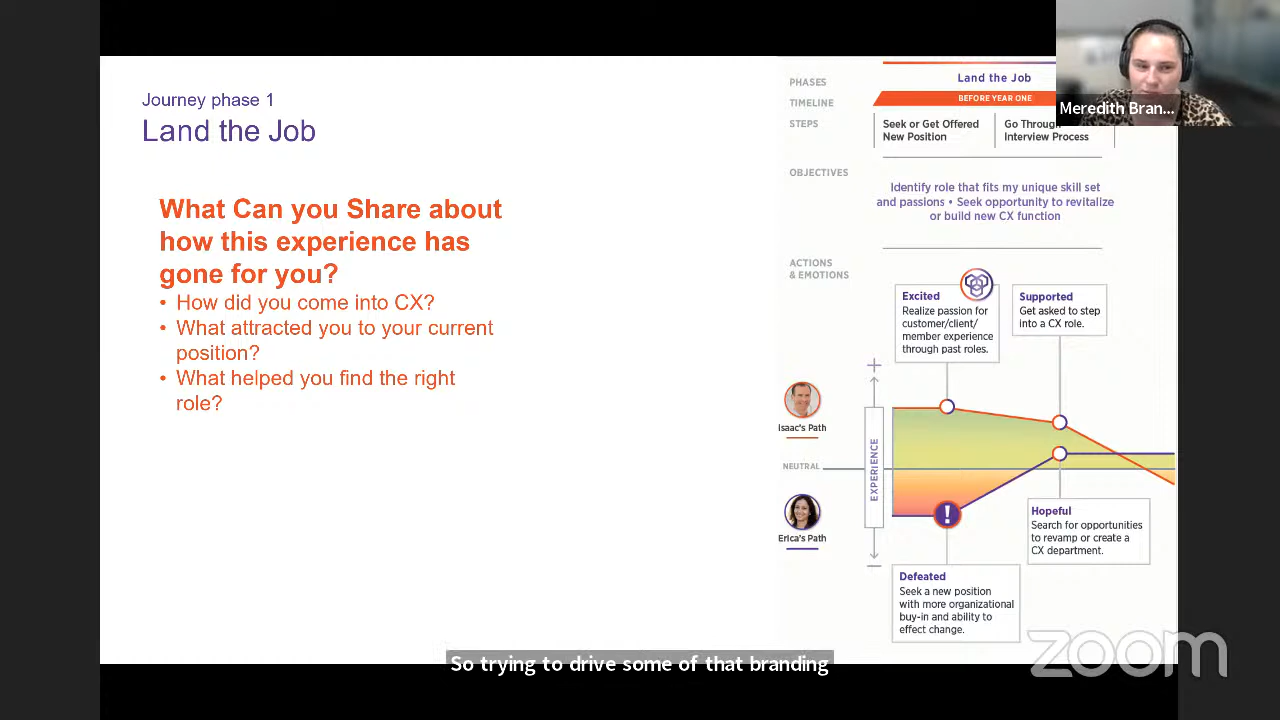 Journey phase 1
Land the Job
What Can you Share about
how this experience has
gone for you?
• How did you come into CX?
• What attracted you to your current
position?
• What helped you find the right
role?
PHASES
Land the Job
TIMELINE
BEFORE YEAR ONE
STEPS
Seek or Get Offered
New Position
Go Through
Interview Process
OBJECTIVES
Identify role that fits my unique skill set
and passions • Seek opportunity to revitalize
or build new CX function
ACTIONS
& EMOTIONS
Excited
Realize passion for
customer/client/
member experience
through past roles.
Supported
Get asked to step
into a CX role.
+
Isaac's Path
NEUTRAL
EXPERIENCE
Erica's Path
–
!
Hopeful
Search for opportunities
to revamp or create a
CX department.
Defeated
Seek a new position
with more organizational
buy-in and ability to
effect change.
Meredith Bran...
So trying to drive some of that branding
zoom